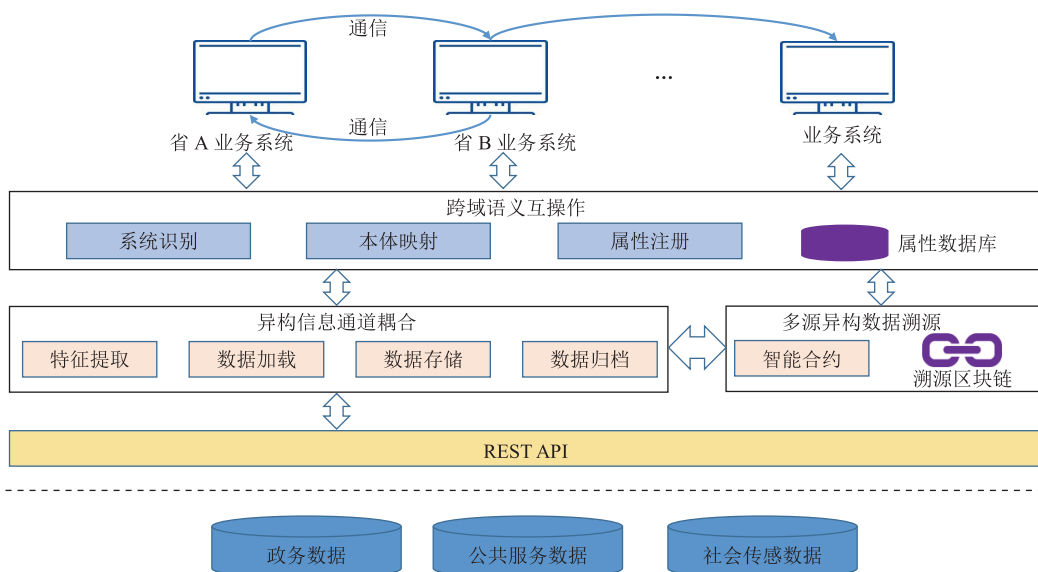 通信
...
通信
省 A 业务系统
省 B 业务系统
业务系统
跨域语义互操作
系统识别
本体映射
属性注册
属性数据库
异构信息通道耦合
特征提取
数据加载
数据存储
数据归档
多源异构数据溯源
智能合约
溯源区块链
REST API
政务数据
公共服务数据
社会传感数据